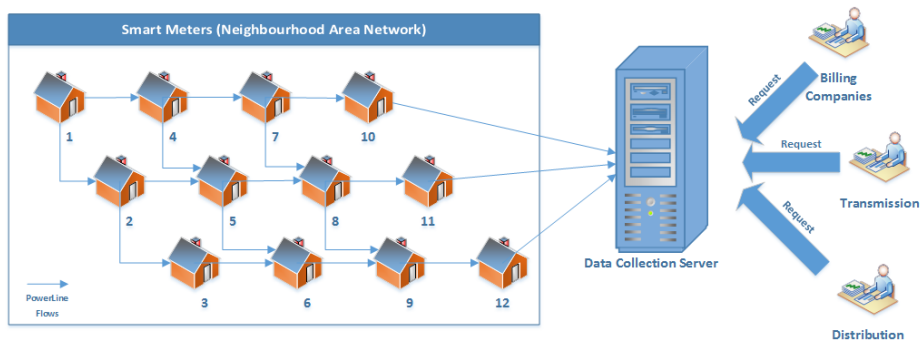 Smart Meters (Neighbourhood Area Network)
1
4
7
10
2
5
8
11
3
6
9
12
PowerLine
Flows
Data Collection Server
Request
Billing
Companies
Request
Transmission
Request
Distribution